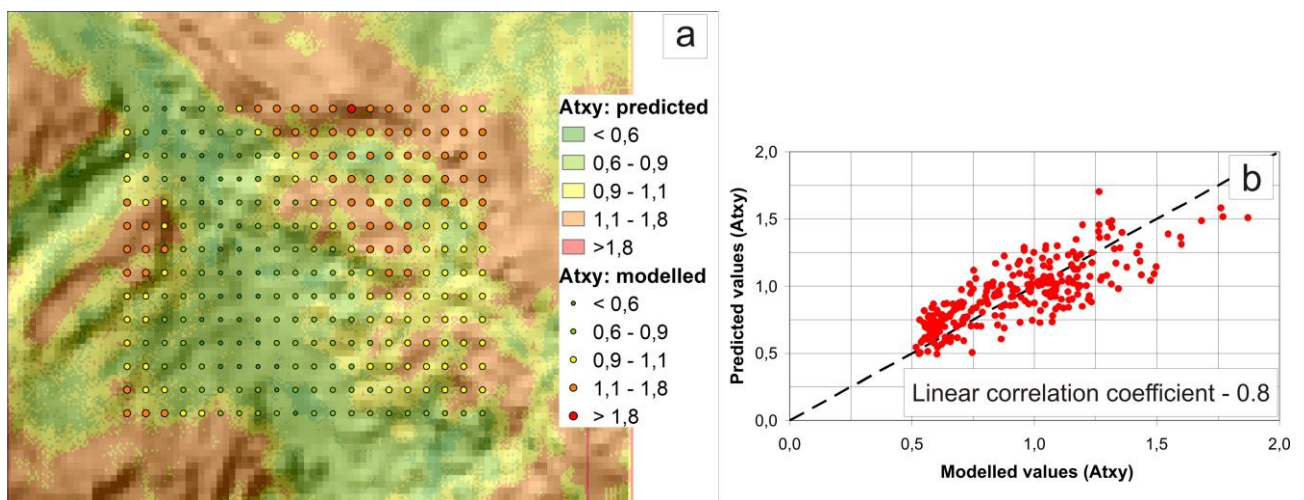 a
Atxy: predicted
< 0,6
0,6 - 0,9
0,9 - 1,1
1,1 - 1,8
>1,8
Atxy: modelled
< 0,6
0,6 - 0,9
0,9 - 1,1
1,1 - 1,8
> 1,8
b
Predicted values (Atxy)
2,0
1,5
1,0
0,5
0,0
Linear correlation coefficient - 0.8
0,0 0,5 1,0 1,5 2,0
Modelled values (Atxy)